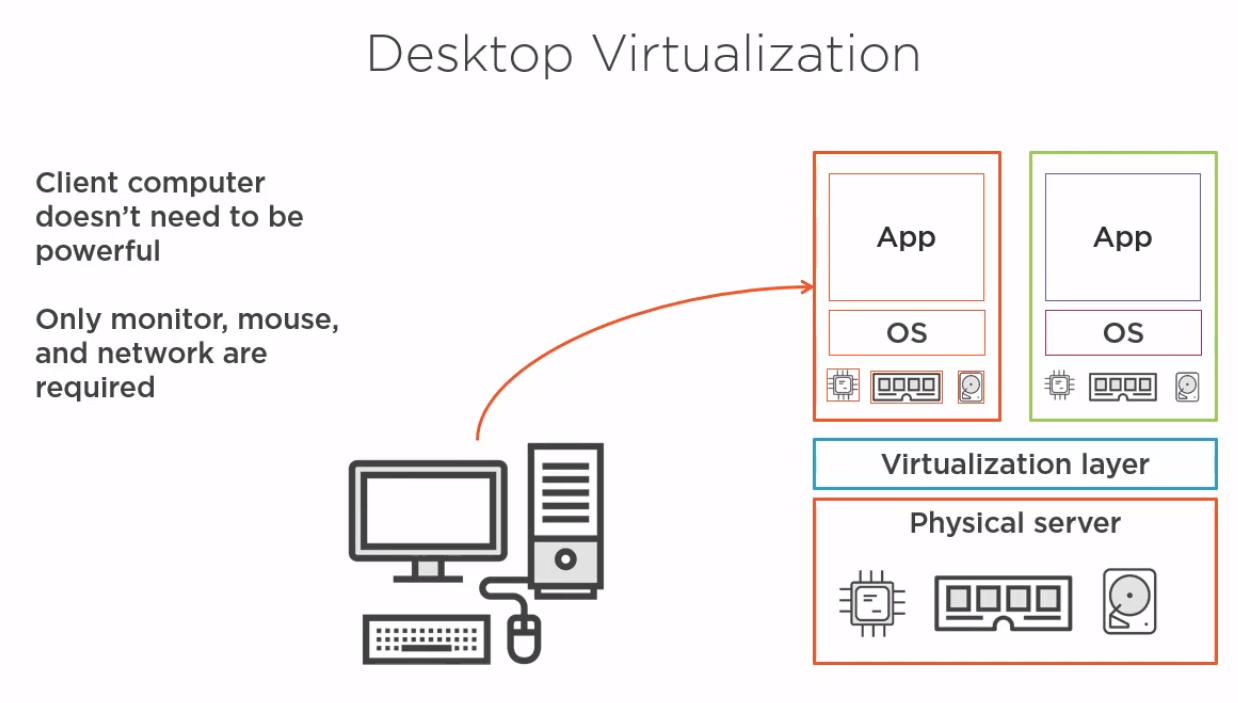 Desktop Virtualization
Client computer
doesn’t need to be
powerful
Only monitor, mouse,
and network are
required
App
App
OS
OS
Virtualization layer
Physical server